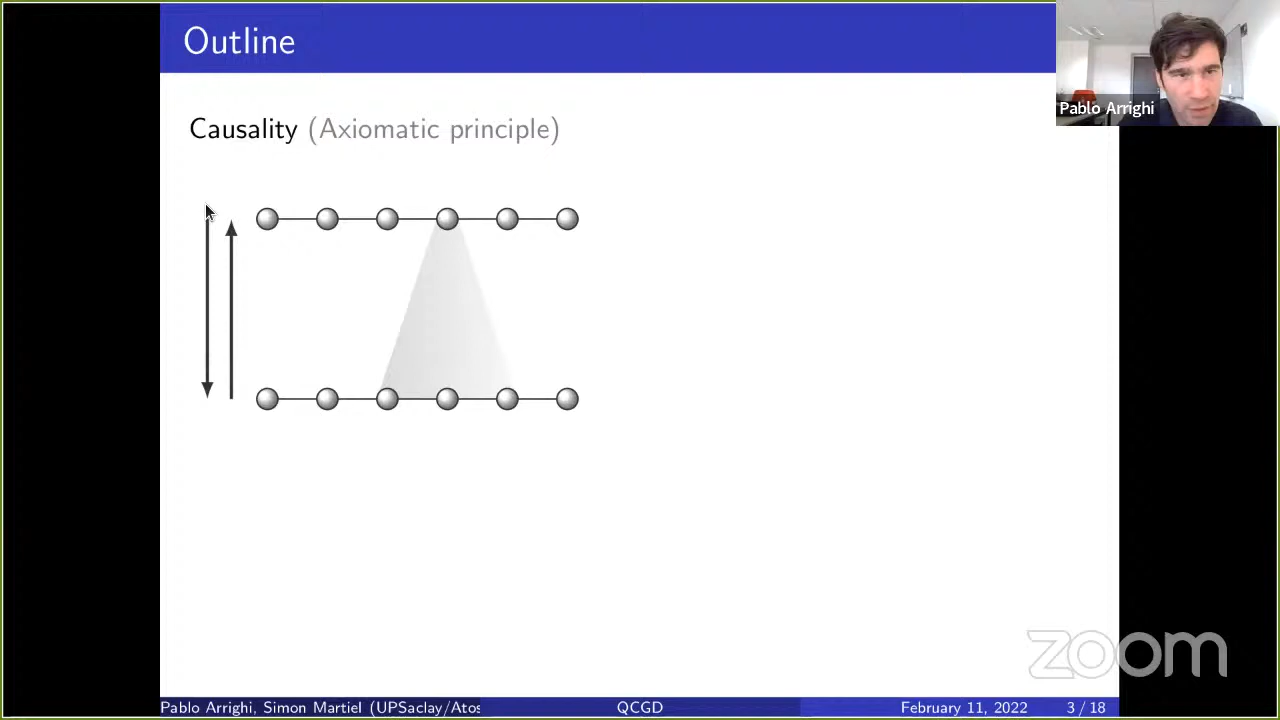 Outline
Pablo Arrighi
Causality (Axiomatic principle)
zoom
Pablo Arrighi, Simon Martiel (UPSaclay/Atos
QCGD
February 11, 2022
3 / 18